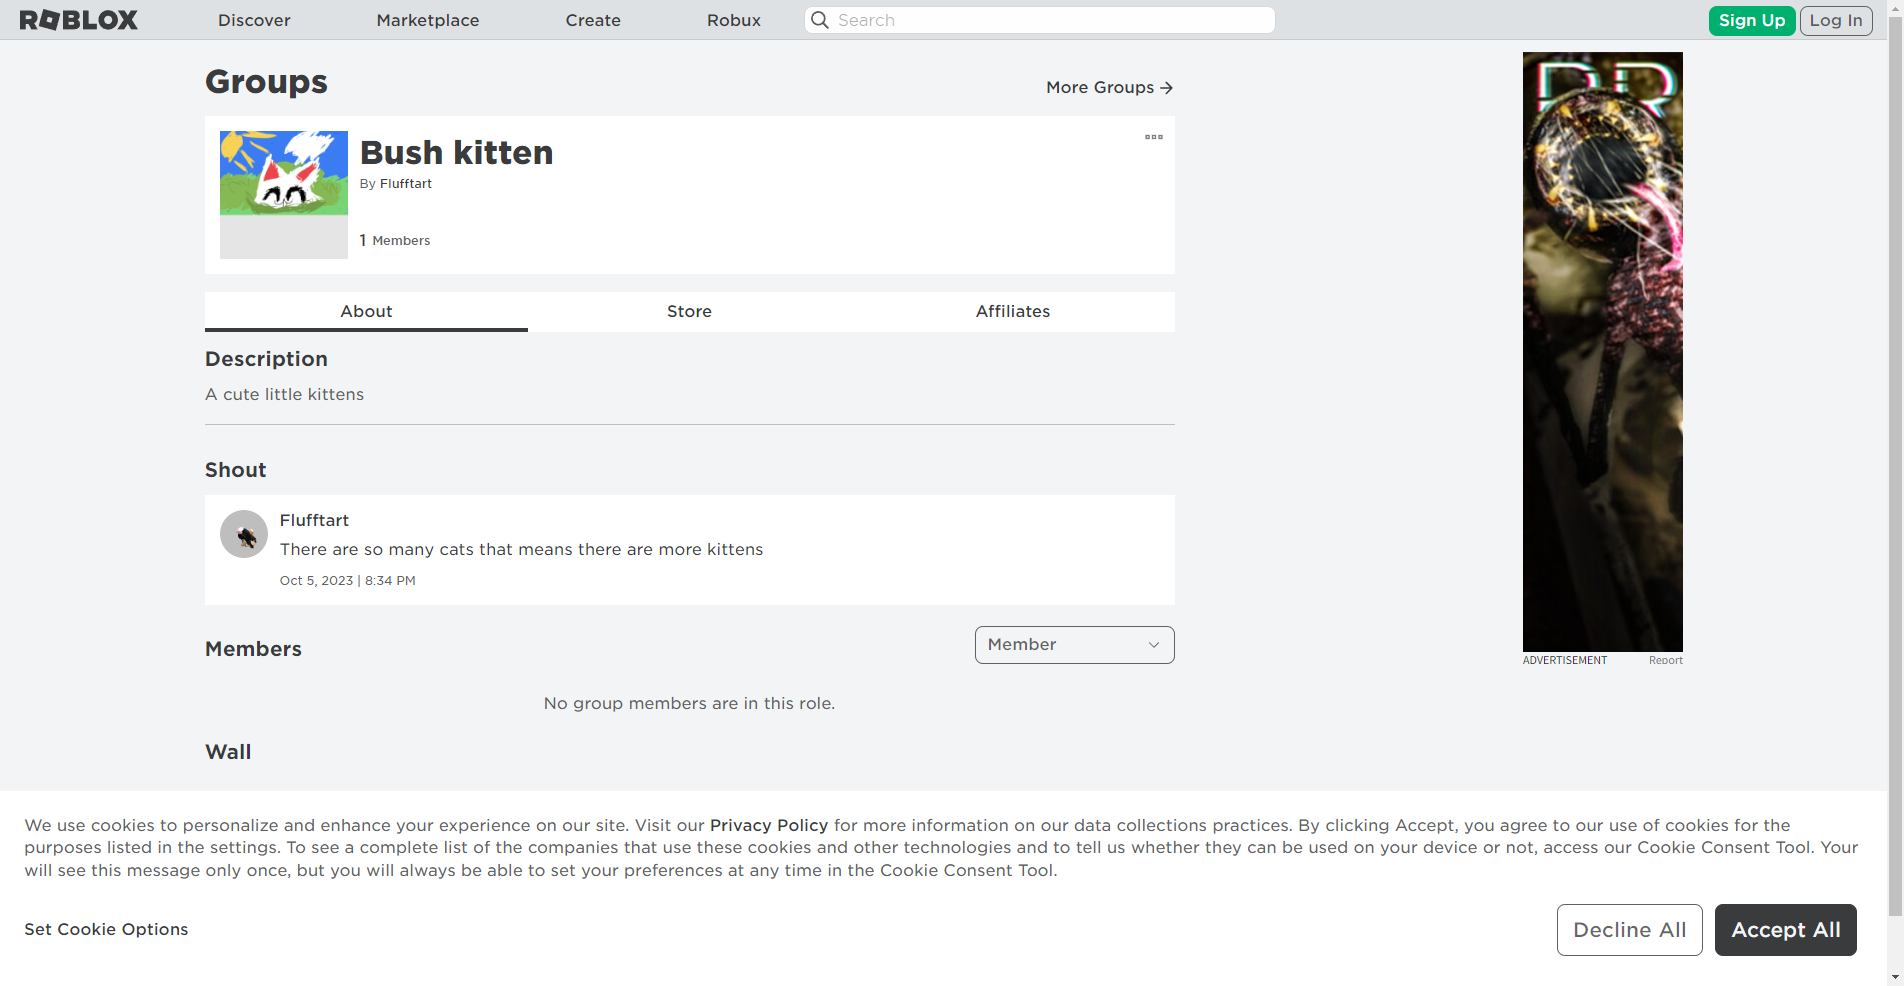 ROBLOX
Discover
Marketplace
Create
Robux
Search
Sign Up
Log In
Groups
More Groups
Bush kitten
By Flufftart
1 Members
About
Store
Affiliates
Description
A cute little kittens
Shout
Flufftart
There are so many cats that means there are more kittens
Oct 5, 2023 | 8:34 PM
Members
Member
No group members are in this role.
Wall
ADVERTISEMENT
Report
We use cookies to personalize and enhance your experience on our site. Visit our Privacy Policy for more information on our data collections practices. By clicking Accept, you agree to our use of cookies for the
purposes listed in the settings. To see a complete list of the companies that use these cookies and other technologies and to tell us whether they can be used on your device or not, access our Cookie Consent Tool. Your
will see this message only once, but you will always be able to set your preferences at any time in the Cookie Consent Tool.
Set Cookie Options
Decline All
Accept All